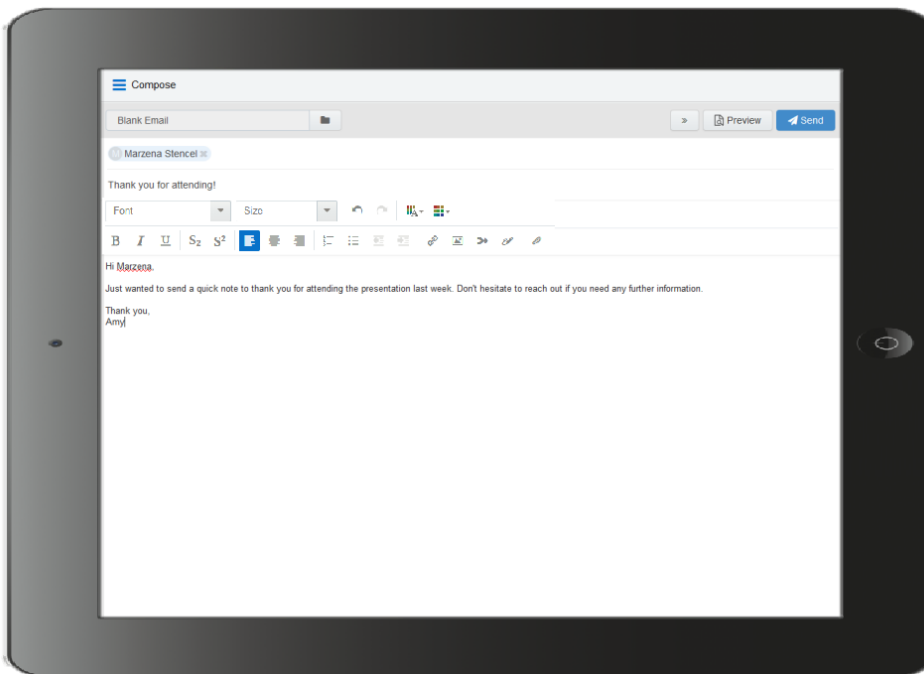 Compose
Blank Email
» Preview Send
M Marzena Stencel ×
Thank you for attending!
Font Size
B I U S₂ S²
Hi Marzena,
Just wanted to send a quick note to thank you for attending the presentation last week. Don't hesitate to reach out if you need any further information.
Thank you,
Amy